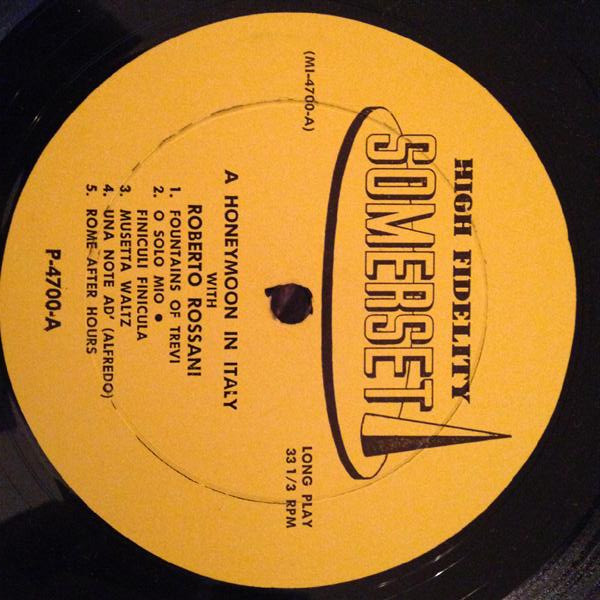 HIGH FIDELITY
SOMERSET
(MI-4700-A)
LONG PLAY
33 1/3 RPM
A HONEYMOON IN ITALY
WITH
ROBERTO ROSSANI
1. FOUNTAINS OF TREVI
2. O SOLO MIO ●
FINICULI FINICULA
3. MUSETTA WALTZ
4. UNA NOTE AD' (ALFREDO)
5. ROME AFTER HOURS
P-4700-A